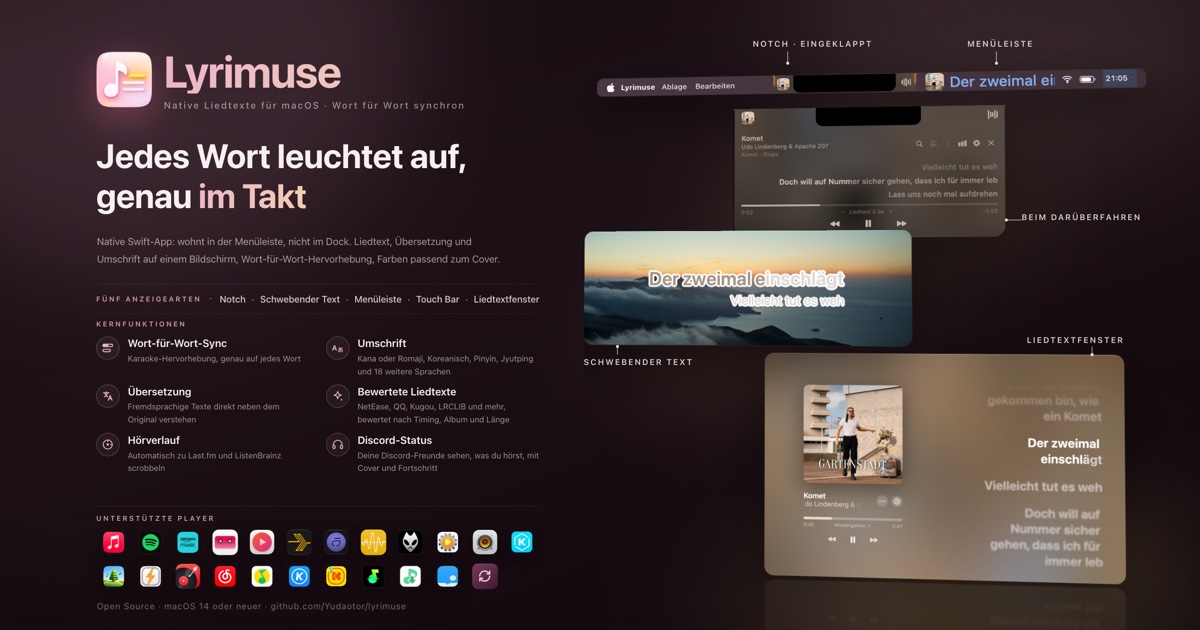 Lyrimuse
Native Liedtexte für macOS · Wort für Wort synchron
Jedes Wort leuchtet auf,
genau im Takt
Native Swift-App: wohnt in der Menüleiste, nicht im Dock. Liedtext, Übersetzung und
Umschrift auf einem Bildschirm, Wort-für-Wort-Hervorhebung, Farben passend zum Cover.
FÜNF ANZEIGEARTEN · Notch · Schwebender Text · Menüleiste · Touch Bar · Liedtextfenster
KERNFUNKTIONEN
Wort-für-Wort-Sync
Karaoke-Hervorhebung, genau auf jedes Wort
Umschrift
Kana oder Romaji, Koreanisch, Pinyin, Jyutping
und 18 weitere Sprachen
Übersetzung
Fremdsprachige Texte direkt neben dem
Original verstehen
Bewertete Liedtexte
NetEase, QQ, Kugou, LRCLIB und mehr,
bewertet nach Timing, Album und Länge
Hörverlauf
Automatisch zu Last.fm und ListenBrainz
scrobbeln
Discord-Status
Deine Discord-Freunde sehen, was du hörst, mit
Cover und Fortschritt
UNTERSTÜTZTE PLAYER
amazon music
Open Source · macOS 14 oder neuer · github.com/Yudaotor/lyrimuse
NOTCH · EINGEKLAPPT
MENÜLEISTE
Lyrimuse Ablage Bearbeiten
Der zweimal ei
21:05
Komet
Udo Lindenberg & Apache 207
Komet · Single
Vielleicht tut es weh
Doch will auf Nummer sicher gehen, dass ich für immer leb
Lass uns noch mal aufdrehen
0:52
BEIM DARÜBERFAHREN
Der zweimal einschlägt
Vielleicht tut es weh
SCHWEBENDER TEXT
LIEDTEXTFENSTER
GARTENSTADT
Komet
do Lindenberg &
gekommen bin, wie
ein Komet
Der zweimal
einschlägt
Vielleicht tut es weh
Doch will auf
Nummer sicher
gehen, dass ich für
immer leb